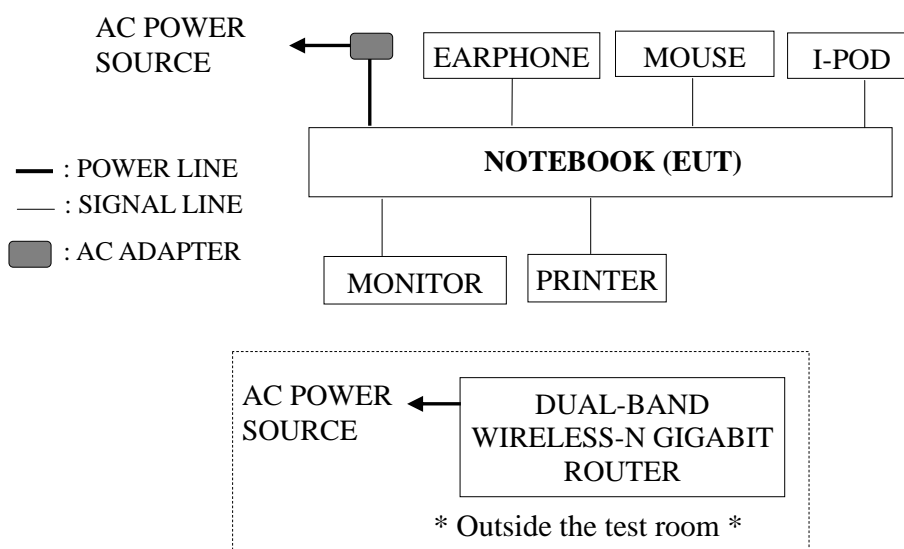 AC POWER
SOURCE
EARPHONE
MOUSE
I-POD
NOTEBOOK (EUT)
: POWER LINE
: SIGNAL LINE
: AC ADAPTER
MONITOR
PRINTER
AC POWER
SOURCE
DUAL-BAND
WIRELESS-N GIGABIT
ROUTER
* Outside the test room *